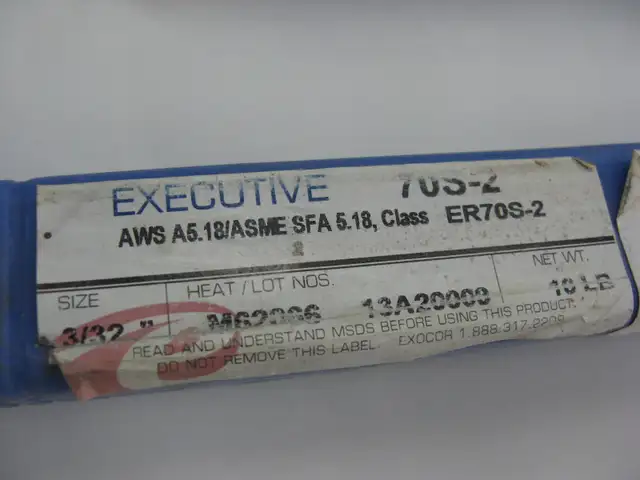 EXECUTIVE 70S-2
AWS A5.18/ASME SFA 5.18, Class ER70S-2
SIZE HEAT / LOT NOS. NET WT.
3/32 " 10 LB
READ AND UNDERSTAND MSDS BEFORE USING THIS PRODUCT.
DO NOT REMOVE THIS LABEL. EXOCOR 1.888.317.